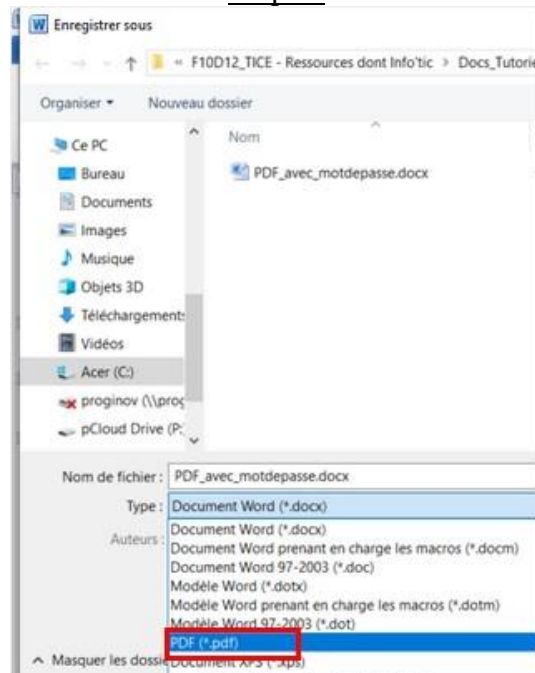 Enregistrer sous
« F10D12_TICE - Ressources dont Info'tic > Docs_Tutorie
Organiser Nouveau dossier
Nom
Ce PC
PDF_avec_motdepasse.docx
Bureau
Documents
Images
Musique
Objets 3D
Téléchargements
Vidéos
Acer (C:)
proginov (\\prog
pCloud Drive (P:
Nom de fichier : PDF_avec_motdepasse.docx
Type : Document Word (*.docx)
Auteurs :
Document Word (*.docx)
Document Word prenant en charge les macros (*.docm)
Document Word 97-2003 (*.doc)
Modèle Word (*.dotx)
Modèle Word prenant en charge les macros (*.dotm)
Modèle Word 97-2003 (*.dot)
PDF (*.pdf)
Masquer les dossie
Document XPS (*.xps)